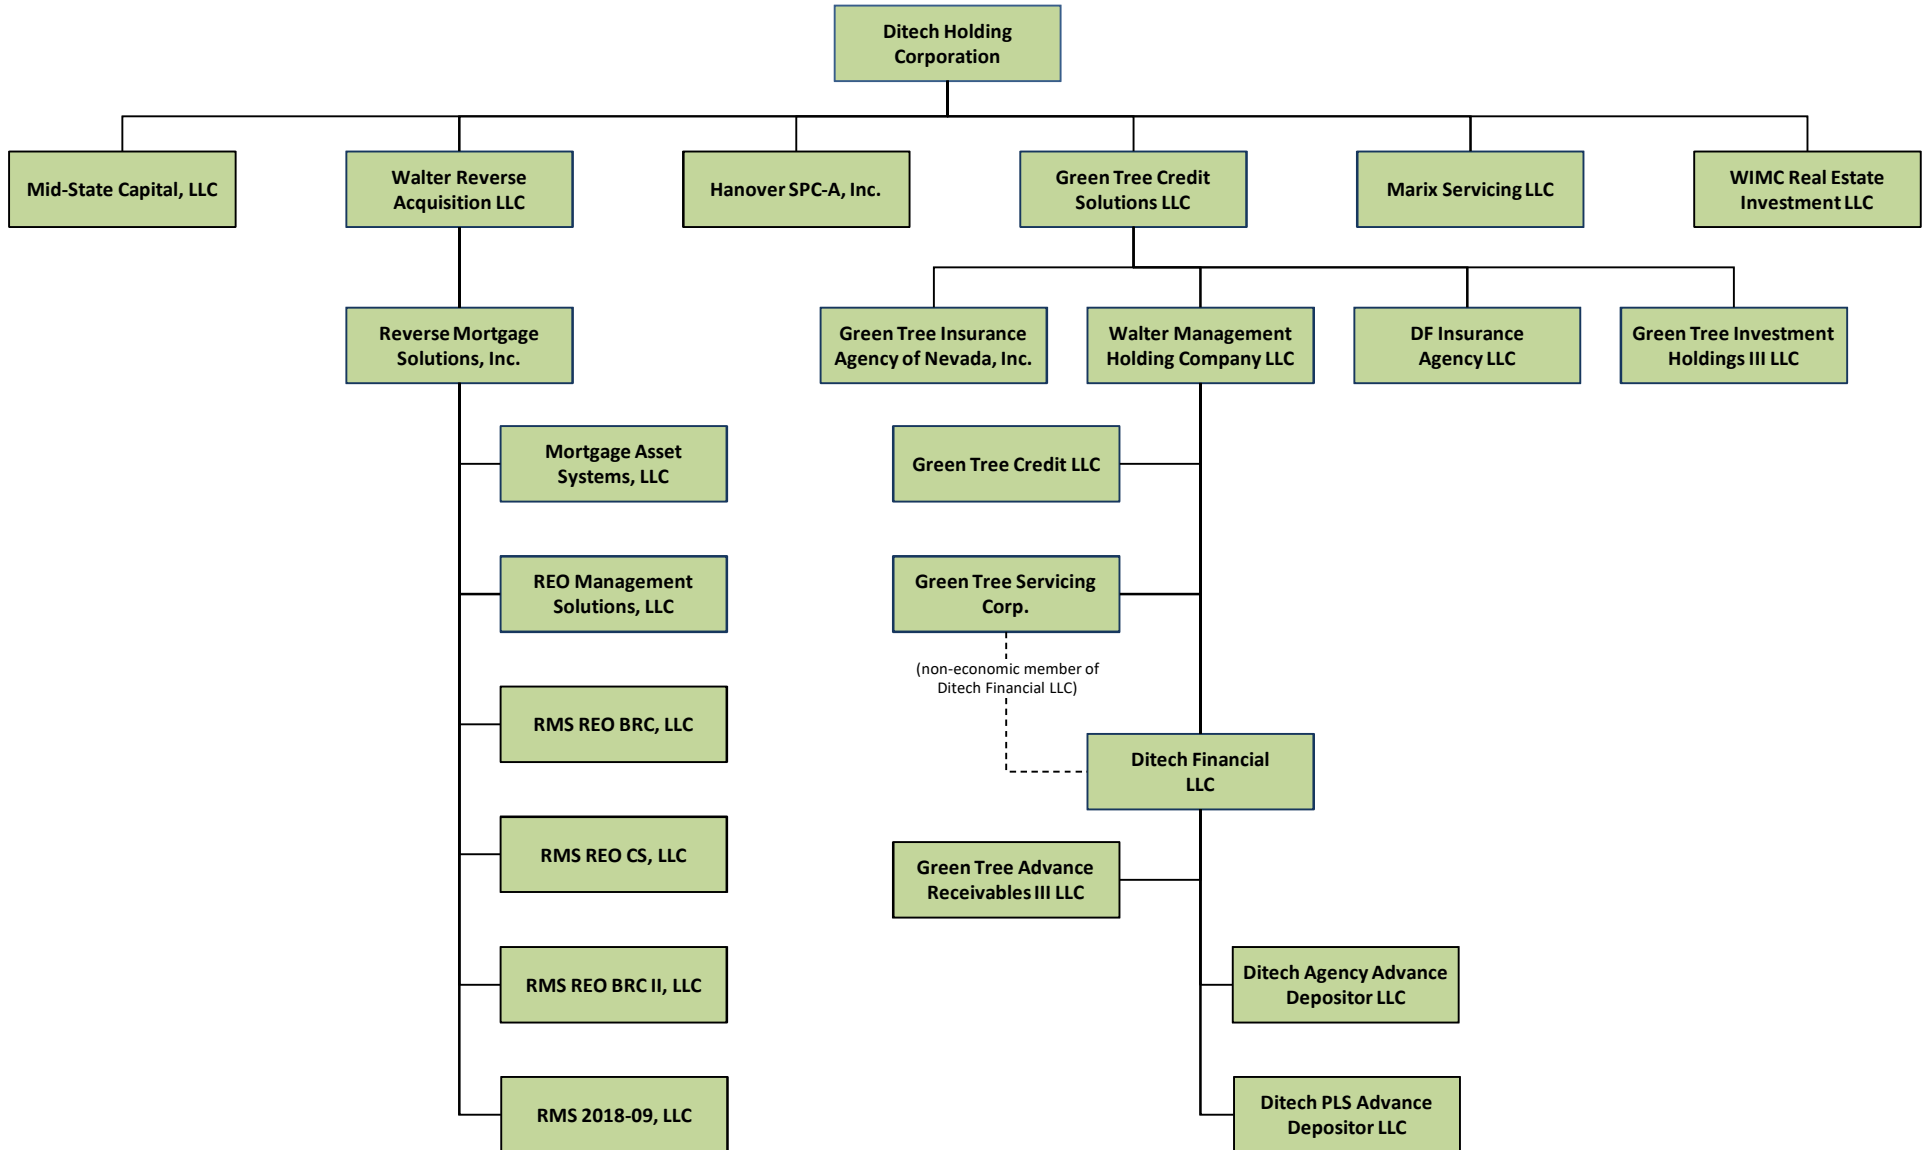 Ditech Holding
Corporation
Mid-State Capital, LLC
Walter Reverse
Acquisition LLC
Hanover SPC-A, Inc.
Green Tree Credit
Solutions LLC
Marix Servicing LLC
WIMC Real Estate
Investment LLC
Reverse Mortgage
Solutions, Inc.
Green Tree Insurance
Agency of Nevada, Inc.
Walter Management
Holding Company LLC
DF Insurance
Agency LLC
Green Tree Investment
Holdings III LLC
Mortgage Asset
Systems, LLC
Green Tree Credit LLC
REO Management
Solutions, LLC
Green Tree Servicing
Corp.
(non-economic member of
Ditech Financial LLC)
RMS REO BRC, LLC
Ditech Financial
LLC
RMS REO CS, LLC
Green Tree Advance
Receivables III LLC
RMS REO BRC II, LLC
Ditech Agency Advance
Depositor LLC
RMS 2018-09, LLC
Ditech PLS Advance
Depositor LLC